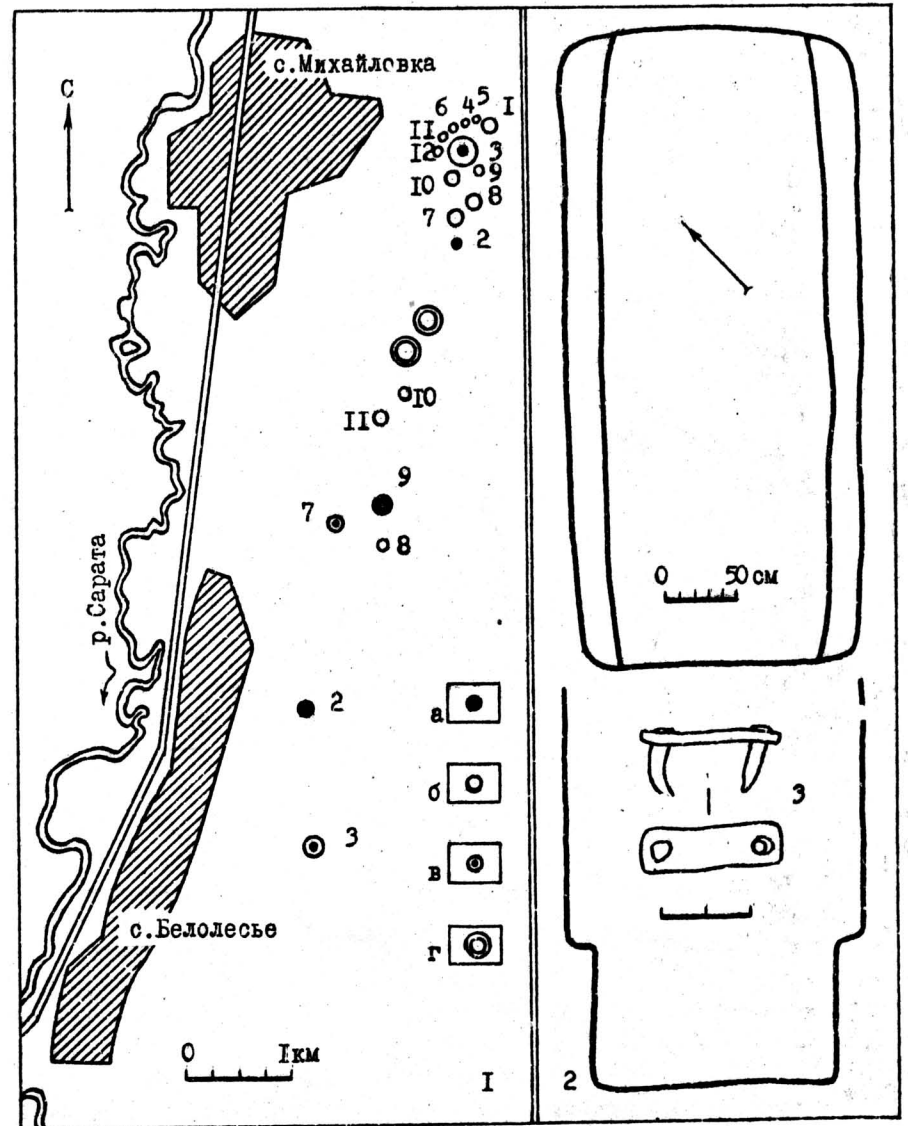 с.Михайловка
С
6 4 5 I
II
I2 3
9
I0
8
7
2
I0
II
9
7
8
р.Сарата
2
а
б
3
в
с.Белолесье
г
0 Iкм
I
0 50 см
3
2